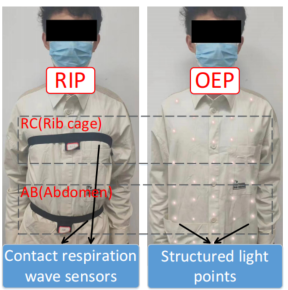 RIP
OEP
RC(Rib cage)
AB(Abdomen)
Contact respiration
wave sensors
Structured light
points